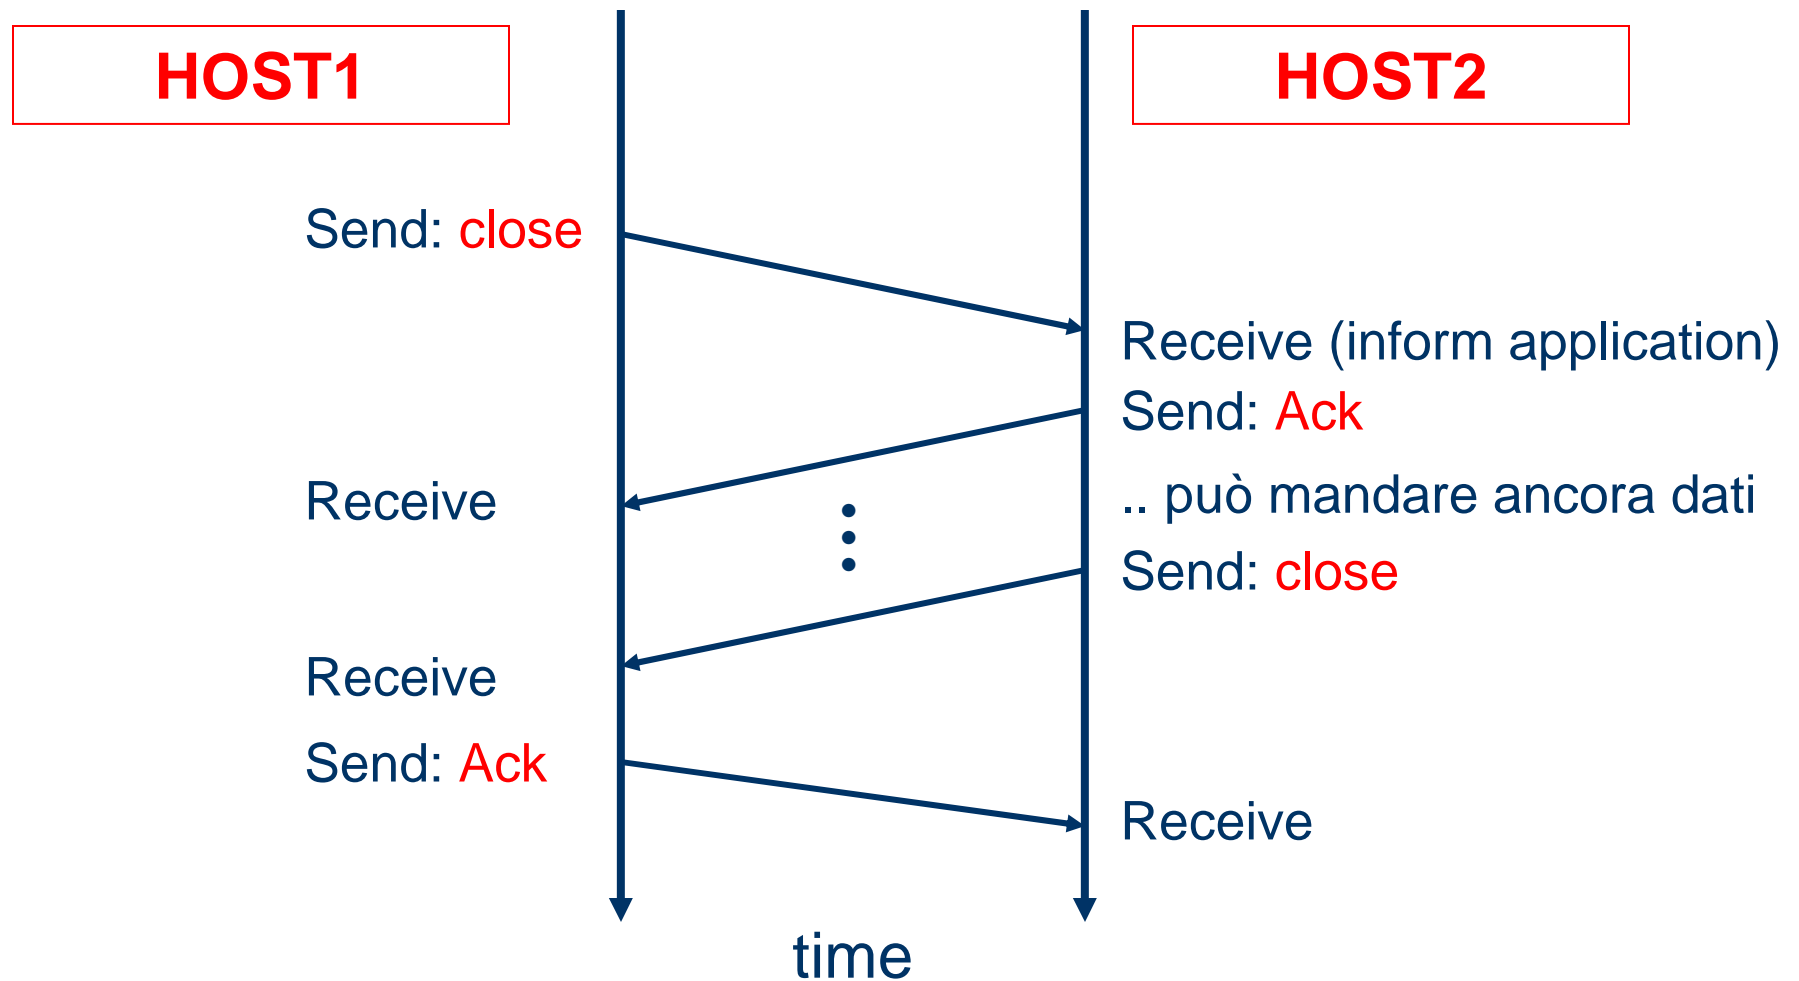 HOST1
HOST2
Send: close
Receive (inform application)
Send: Ack
Receive
.. può mandare ancora dati
Send: close
Receive
Send: Ack
Receive
time